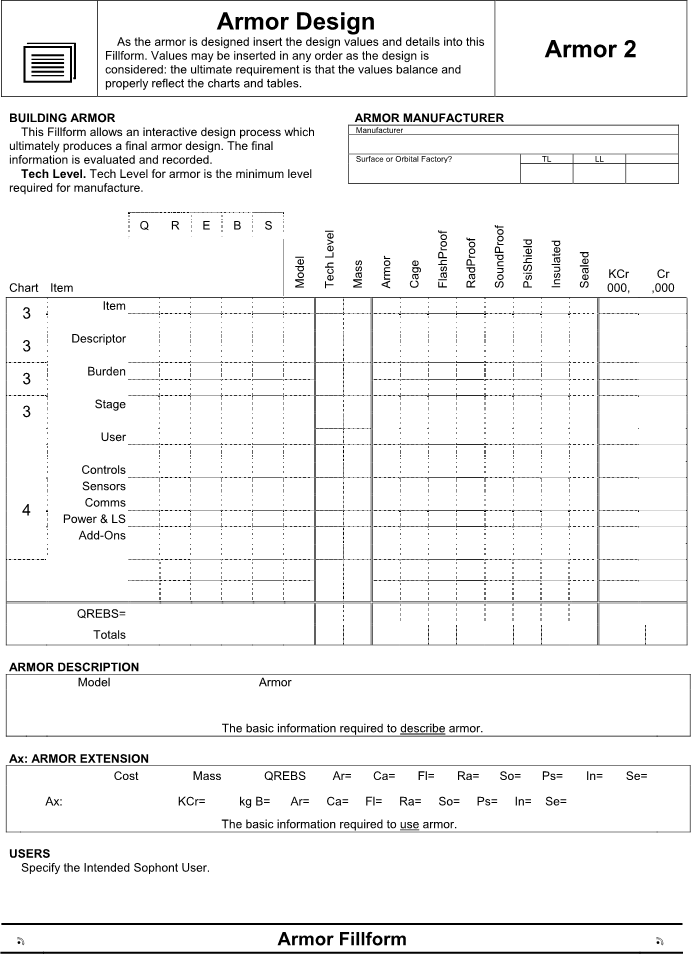 Armor Design
As the armor is designed insert the design values and details into this
Fillform. Values may be inserted in any order as the design is
considered: the ultimate requirement is that the values balance and
properly reflect the charts and tables.
Armor 2
BUILDING ARMOR
This Fillform allows an interactive design process which
ultimately produces a final armor design. The final
information is evaluated and recorded.
Tech Level. Tech Level for armor is the minimum level
required for manufacture.
ARMOR MANUFACTURER
Manufacturer
Surface or Orbital Factory? TL LL
Q R E B S
Chart Item Model Tech Level Mass Armor Cage FlashProof RadProof SoundProof PsiShield Insulated Sealed KCr Cr
000, ,000
3 Item
3 Descriptor
3 Burden
3 Stage
User
Controls
Sensors
Comms
4 Power & LS
Add-Ons
QREBS=
Totals
ARMOR DESCRIPTION
Model Armor
The basic information required to describe armor.
Ax: ARMOR EXTENSION
Cost Mass QREBS Ar= Ca= Fl= Ra= So= Ps= In= Se=
Ax: KCr= kg B= Ar= Ca= Fl= Ra= So= Ps= In= Se=
The basic information required to use armor.
USERS
Specify the Intended Sophont User.
Armor Fillform